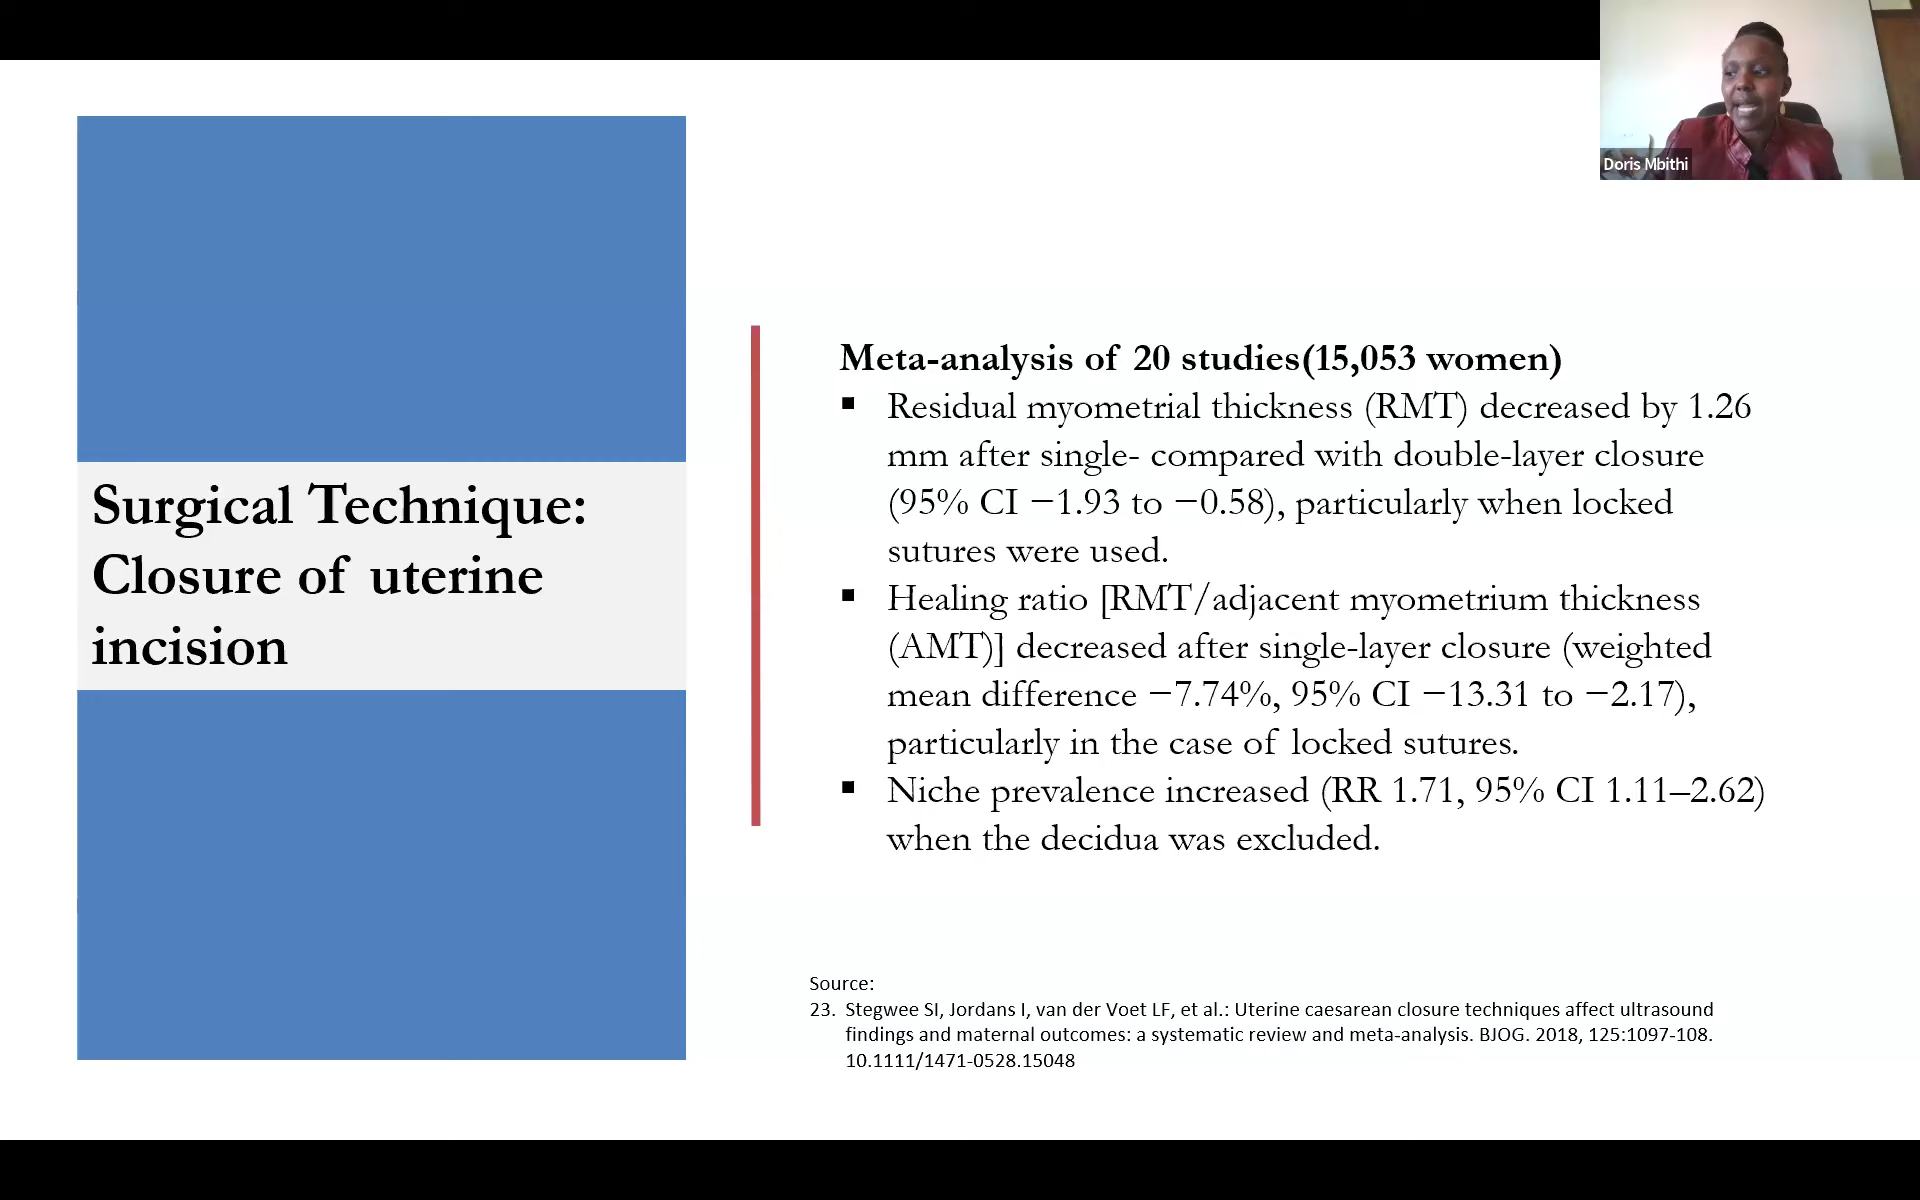 Doris Mbithi
Surgical Technique:
Closure of uterine
incision
Meta-analysis of 20 studies(15,053 women)
▪ Residual myometrial thickness (RMT) decreased by 1.26
mm after single- compared with double-layer closure
(95% CI −1.93 to −0.58), particularly when locked
sutures were used.
▪ Healing ratio [RMT/adjacent myometrium thickness
(AMT)] decreased after single-layer closure (weighted
mean difference −7.74%, 95% CI −13.31 to −2.17),
particularly in the case of locked sutures.
▪ Niche prevalence increased (RR 1.71, 95% CI 1.11–2.62)
when the decidua was excluded.
Source:
23. Stegwee SI, Jordans I, van der Voet LF, et al.: Uterine caesarean closure techniques affect ultrasound
findings and maternal outcomes: a systematic review and meta-analysis. BJOG. 2018, 125:1097-108.
10.1111/1471-0528.15048